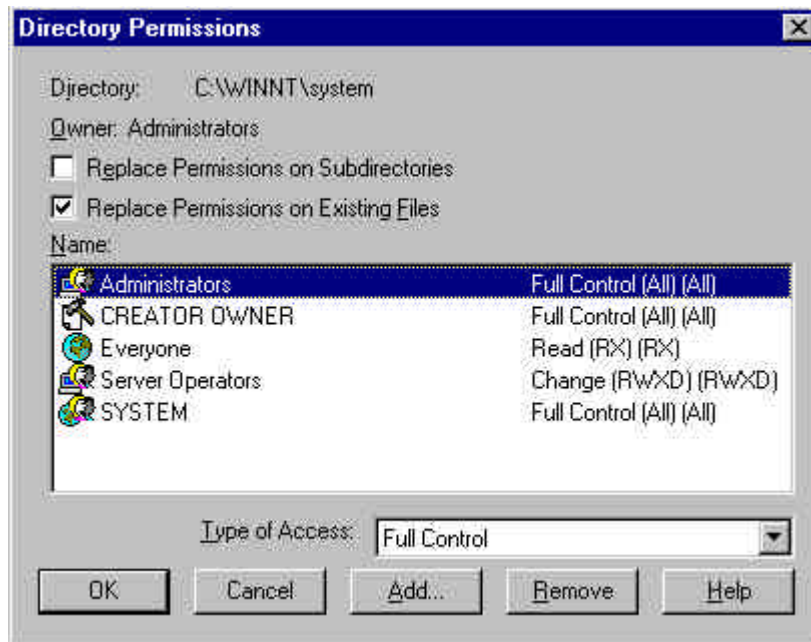 Directory Permissions
Directory: C:\WINNT\system
Owner: Administrators
Replace Permissions on Subdirectories
Replace Permissions on Existing Files
Name:
Administrators Full Control (All) (All)
CREATOR OWNER Full Control (All) (All)
Everyone Read (RX) (RX)
Server Operators Change (RWXD) (RWXD)
SYSTEM Full Control (All) (All)
Type of Access: Full Control
OK Cancel Add... Remove Help